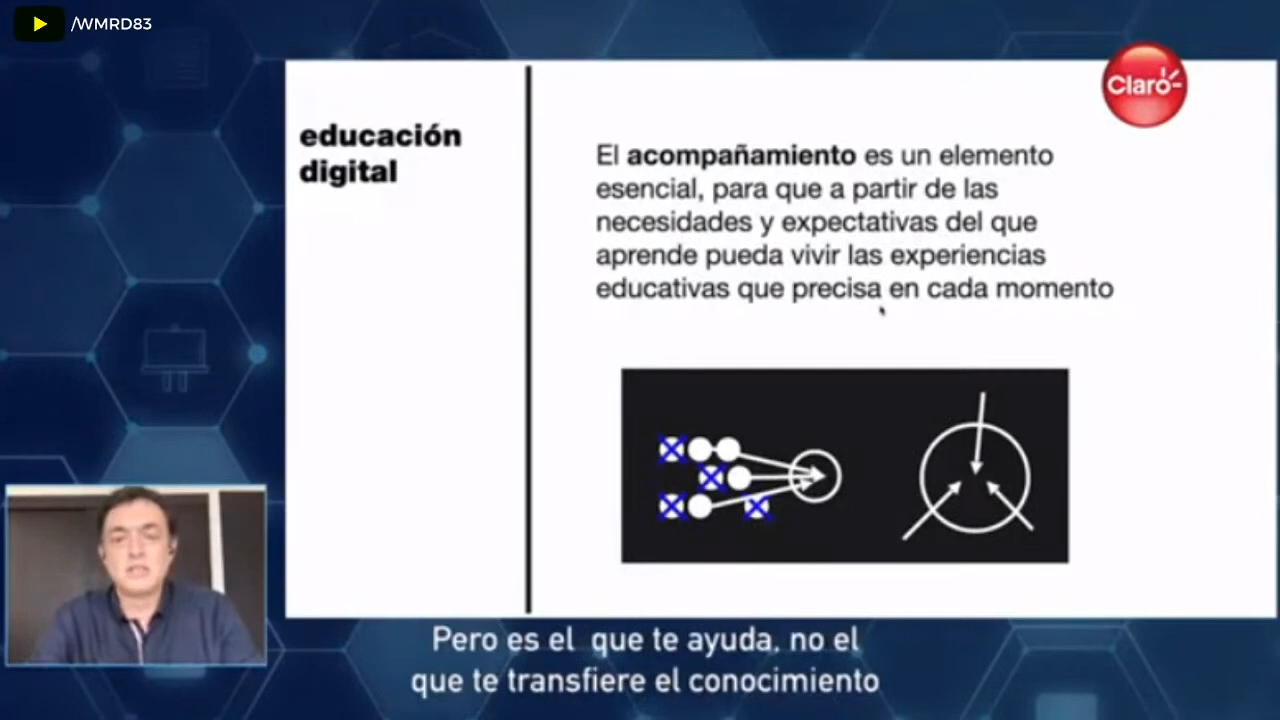 /WMRD83
Claro
educación
digital
El acompañamiento es un elemento
esencial, para que a partir de las
necesidades y expectativas del que
aprende pueda vivir las experiencias
educativas que precisa en cada momento
Pero es el que te ayuda, no el
que te transfiere el conocimiento